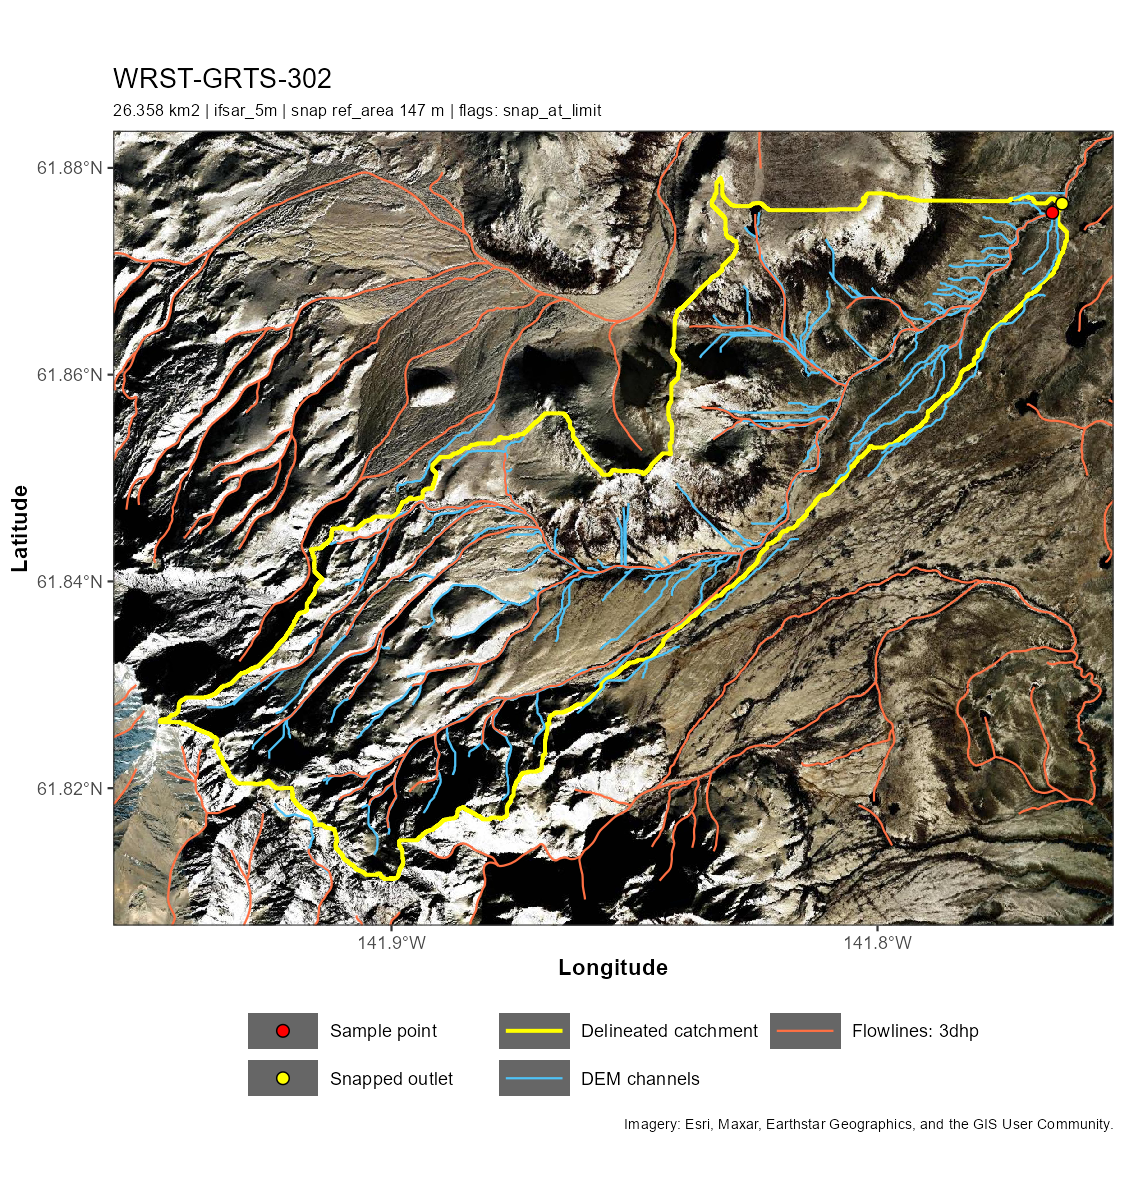 WRST-GRTS-302
26.358 km2 | ifsar_5m | snap ref_area 147 m | flags: snap_at_limit
61.88°N
61.86°N
61.84°N
61.82°N
Latitude
141.9°W
141.8°W
Longitude
Sample point
Delineated catchment
Flowlines: 3dhp
Snapped outlet
DEM channels
Imagery: Esri, Maxar, Earthstar Geographics, and the GIS User Community.